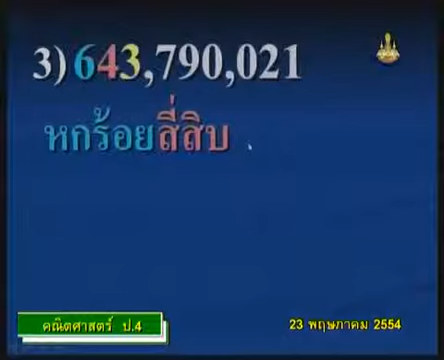 3) 643,790,021
หกร้อยสี่สิบ
คณิตศาสตร์ ป.4
23 พฤษภาคม 2554